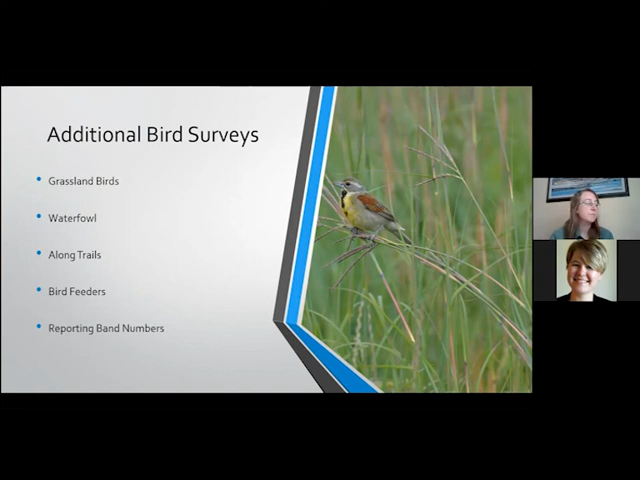 Additional Bird Surveys
Grassland Birds
Waterfowl
Along Trails
Bird Feeders
Reporting Band Numbers